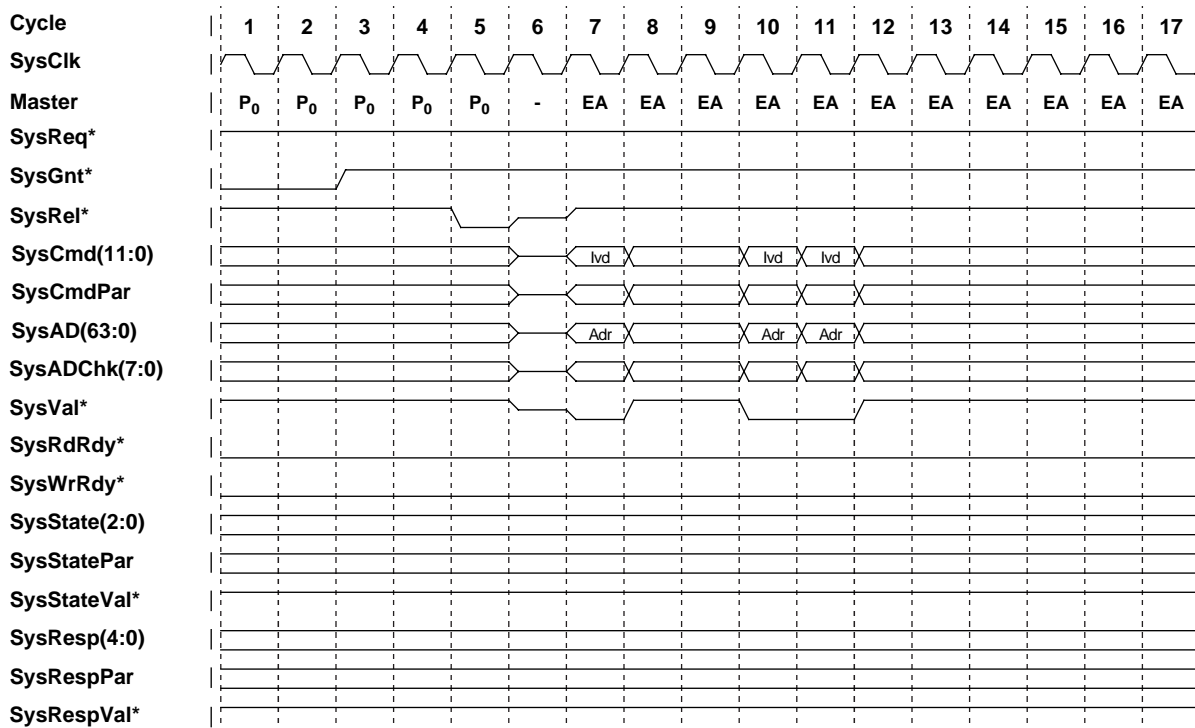 Cycle 1 2 3 4 5 6 7 8 9 10 11 12 13 14 15 16 17
SysClk
Master P0 P0 P0 P0 P0 - EA EA EA EA EA EA EA EA EA EA EA
SysReq*
SysGnt*
SysRel*
SysCmd(11:0) Ivd Ivd Ivd
SysCmdPar
SysAD(63:0) Adr Adr Adr
SysADChk(7:0)
SysVal*
SysRdRdy*
SysWrRdy*
SysState(2:0)
SysStatePar
SysStateVal*
SysResp(4:0)
SysRespPar
SysRespVal*